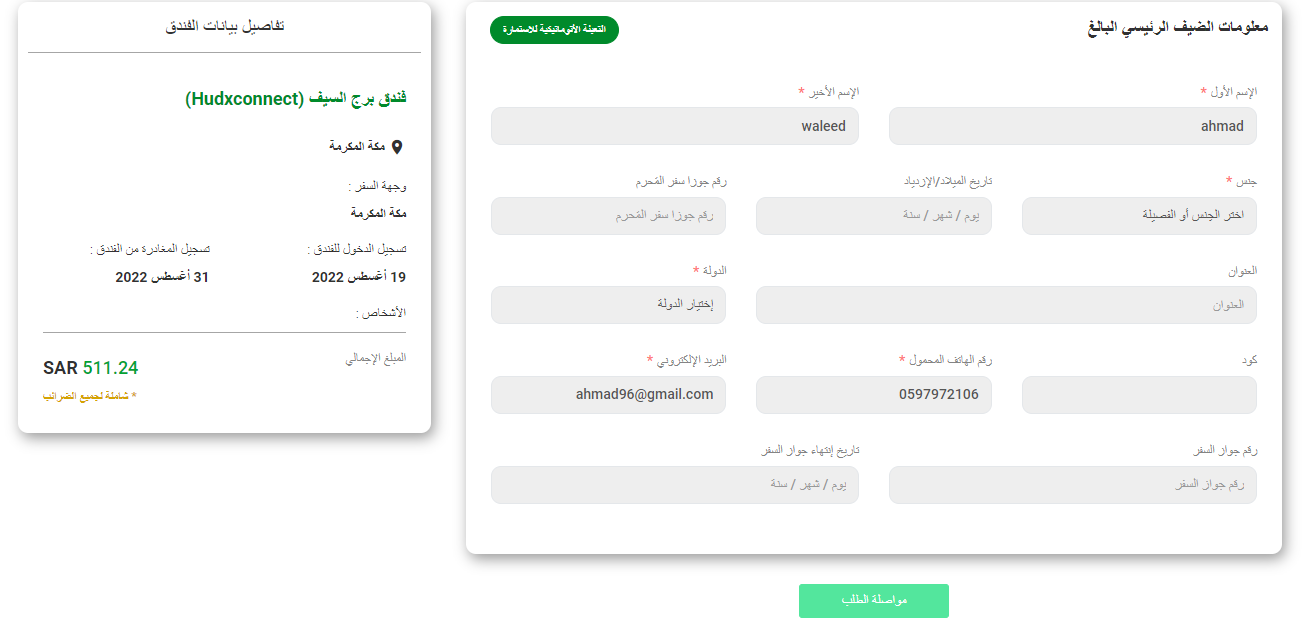 معلومات الضيف الرئيسي البالغ
التعبئة الأتوماتيكية للاستمارة
الإسم الأول *
الإسم الأخير *
ahmad
waleed
جنس *
تاريخ الميلاد/الإزدياد
رقم جوزا سفر المَحرم
اختر الجنس أو الفصيلة
يوم / شهر / سنة
رقم جوزا سفر المَحرم
العنوان
الدولة *
العنوان
إختيار الدولة
كود
رقم الهاتف المحمول *
البريد الإلكتروني *
0597972106
ahmad96@gmail.com
رقم جواز السفر
تاريخ إنتهاء جواز السفر
رقم جواز السفر
يوم / شهر / سنة
مواصلة الطلب
تفاصيل بيانات الفندق
فندق برج السيف (Hudxconnect)
مكة المكرمة
وجهة السفر :
مكة المكرمة
تسجيل الدخول للفندق :
تسجيل المغادرة من الفندق :
19 أغسطس 2022
31 أغسطس 2022
الأشخاص :
المبلغ الإجمالي
SAR 511.24
* شاملة لجميع الضرائب